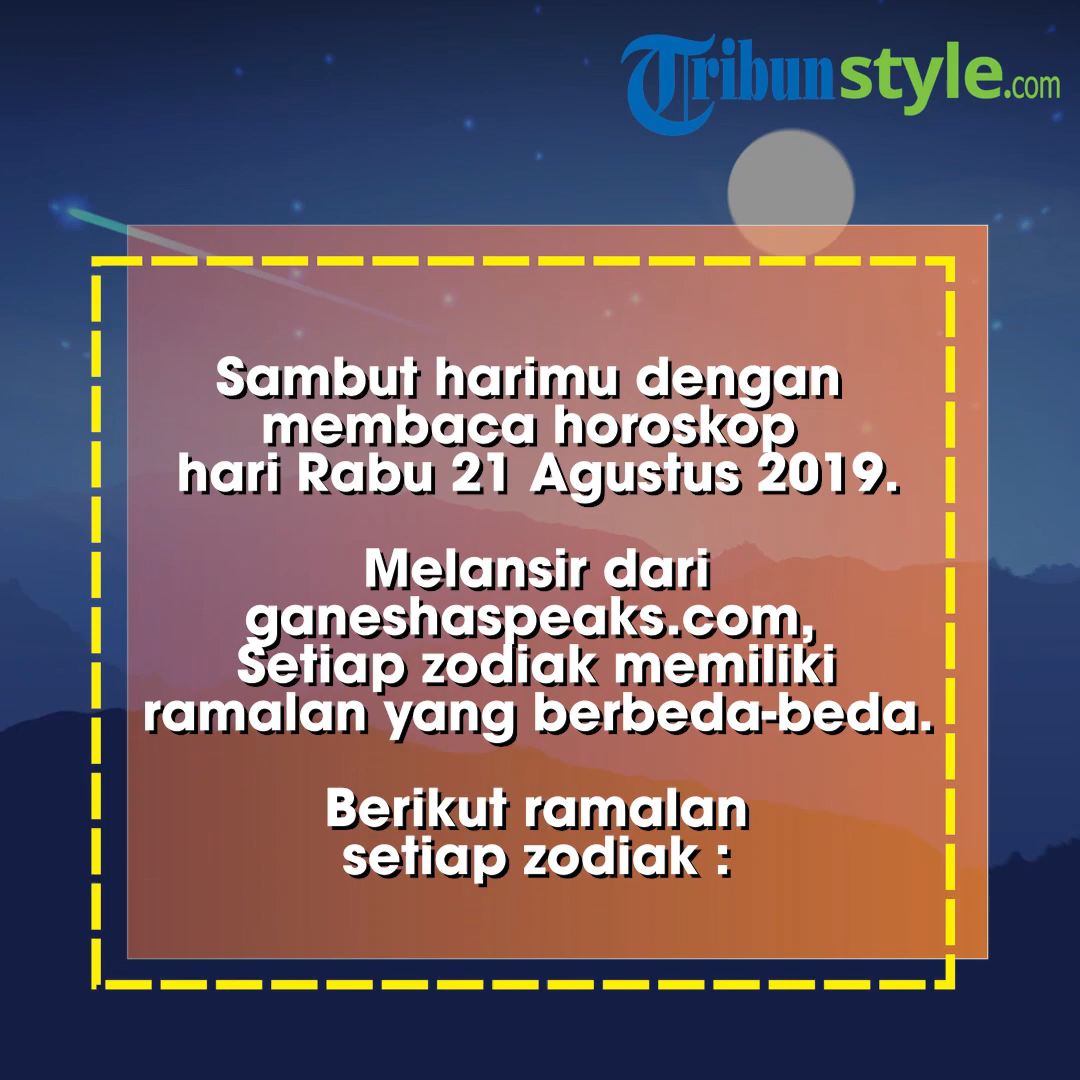 Tribunstyle.com
Sambut harimu dengan
membaca horoskop
hari Rabu 21 Agustus 2019.
Melansir dari
ganeshaspeaks.com,
Setiap zodiak memiliki
ramalan yang berbeda-beda.
Berikut ramalan
setiap zodiak :